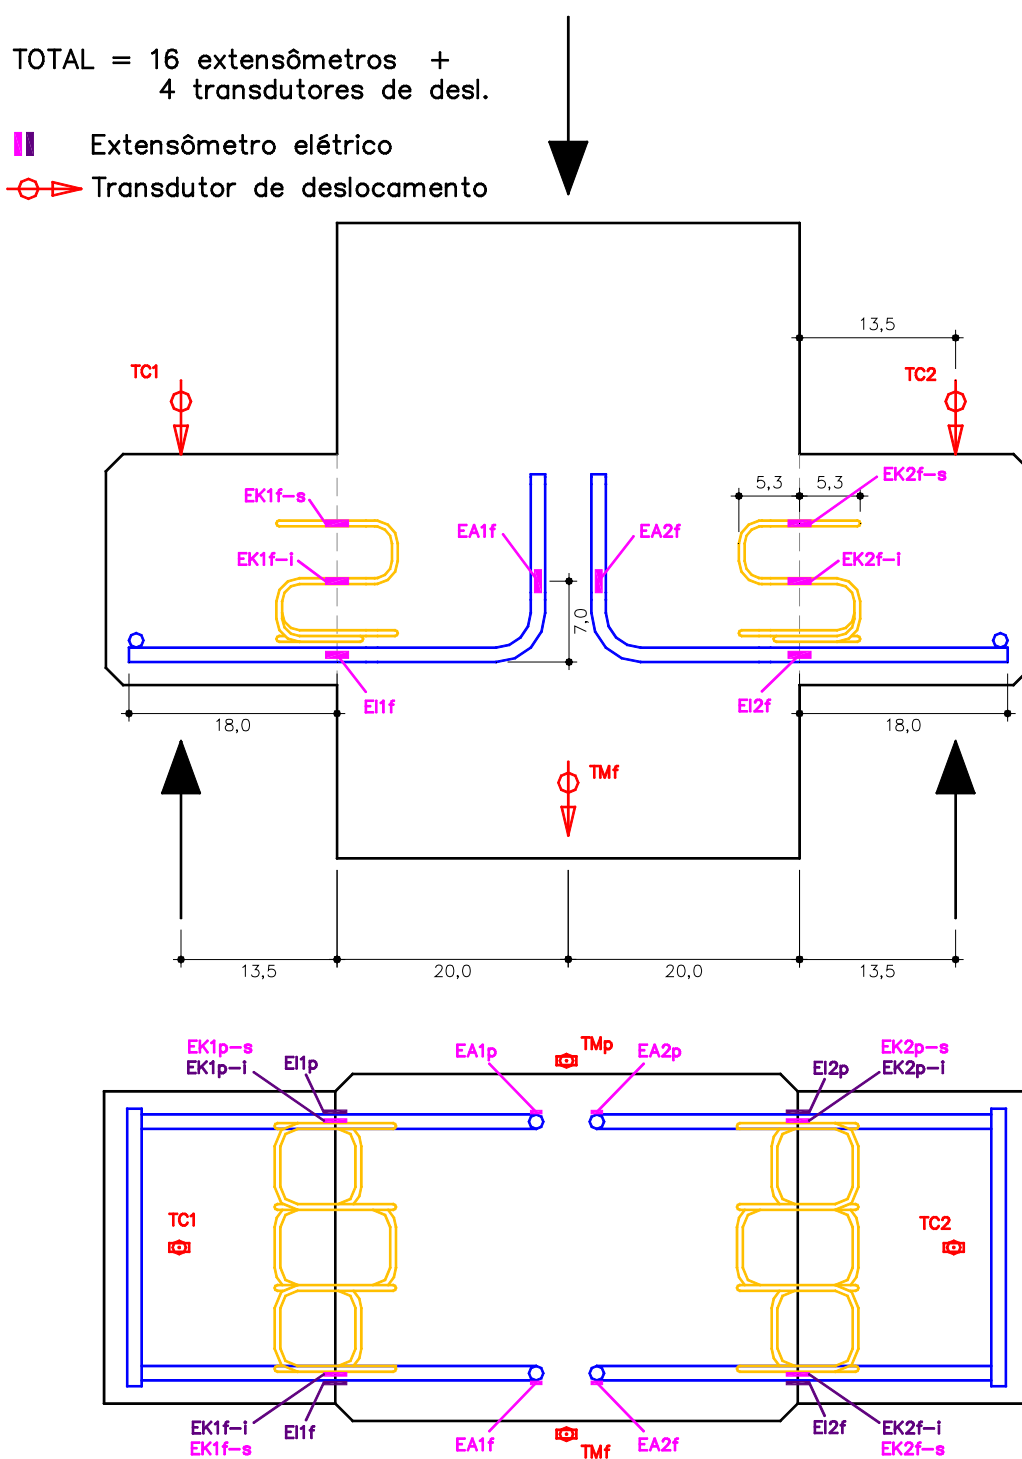 TOTAL = 16 extensômetros +
4 transdutores de desl.
Extensômetro elétrico
Transdutor de deslocamento
13,5
TC1
TC2
5,3
5,3
EK1f-s
EK2f-s
EA1f
EA2f
EK1f-i
EK2f-i
7,0
EI1f
EI2f
18,0
18,0
TMf
13,5
20,0
20,0
13,5
EK1p-s
EK1p-i
EI1p
EA1p
TMp
EA2p
EI2p
EK2p-s
EK2p-i
TC1
TC2
EK1f-i
EK1f-s
EI1f
EA1f
TMf
EA2f
EI2f
EK2f-i
EK2f-s